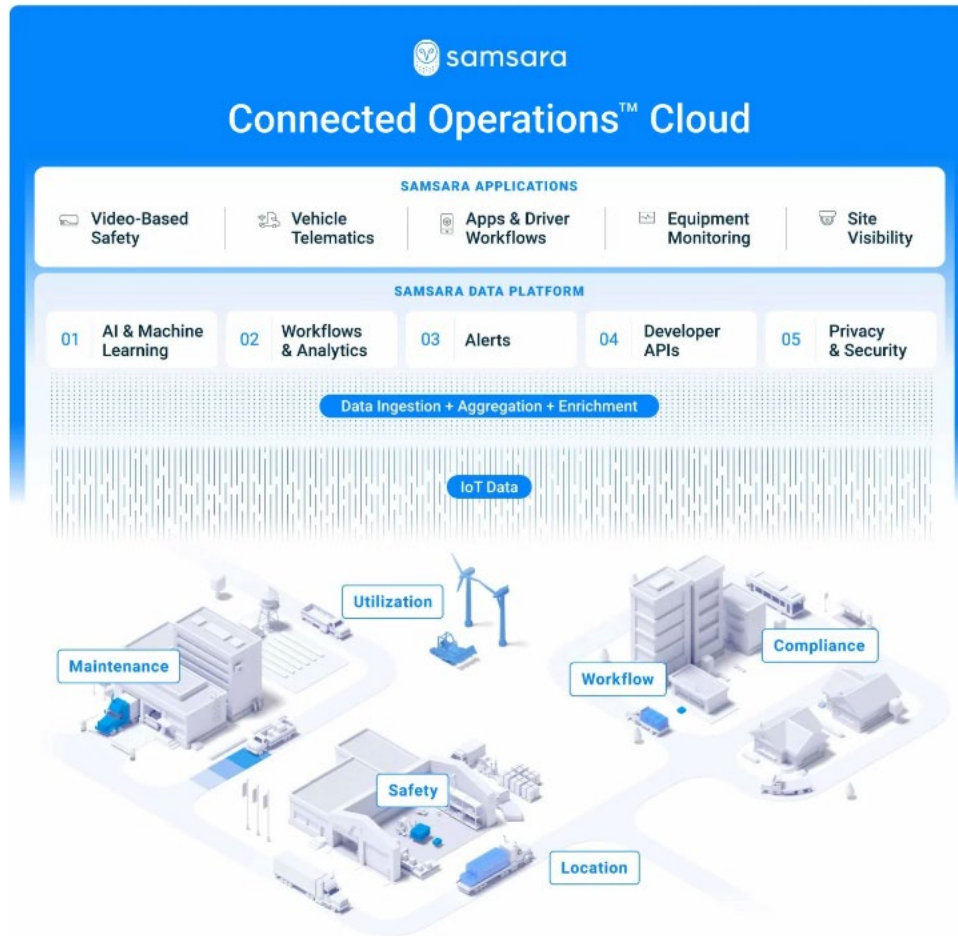 samsara
Connected Operations™ Cloud
SAMSARA APPLICATIONS
Video-Based
Safety
Vehicle
Telematics
Apps & Driver
Workflows
Equipment
Monitoring
Site
Visibility
SAMSARA DATA PLATFORM
01
AI & Machine
Learning
02
Workflows
& Analytics
03
Alerts
04
Developer
APIs
05
Privacy
& Security
Data Ingestion + Aggregation + Enrichment
IoT Data
Utilization
Maintenance
Compliance
Workflow
Safety
Location